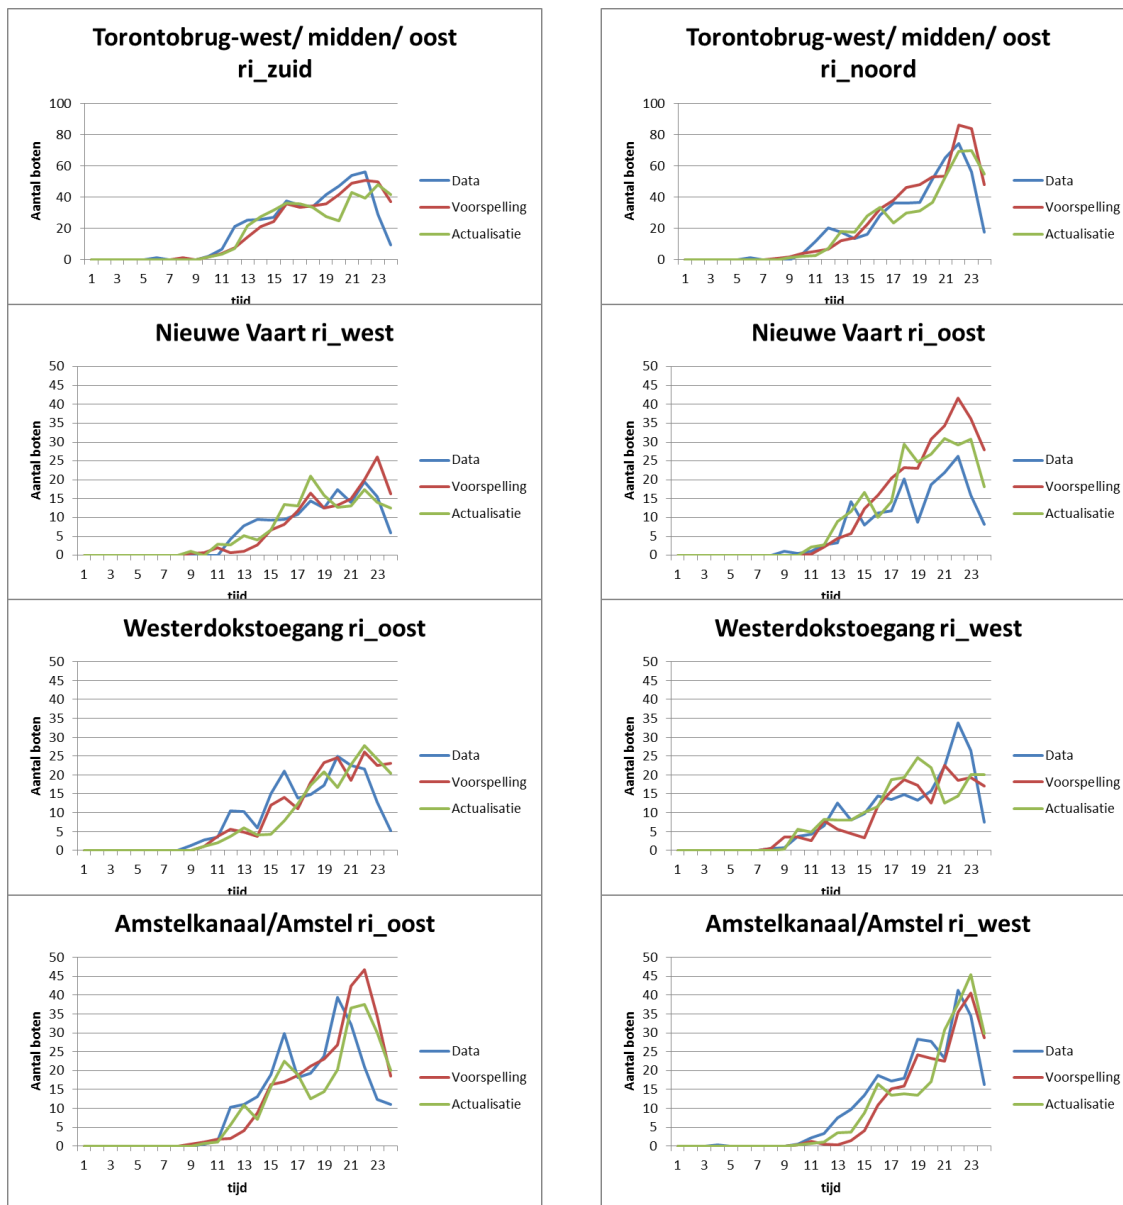 Torontobrug-west/ midden/ oost
ri_zuid
Aantal boten
100
80
60
40
20
0
1 3 5 7 9 11 13 15 17 19 21 23
tijd
Data
Voorspelling
Actualisatie
Torontobrug-west/ midden/ oost
ri_noord
Aantal boten
100
80
60
40
20
0
1 3 5 7 9 11 13 15 17 19 21 23
tijd
Data
Voorspelling
Actualisatie
Nieuwe Vaart ri_west
Aantal boten
50
45
40
35
30
25
20
15
10
5
0
1 3 5 7 9 11 13 15 17 19 21 23
tijd
Data
Voorspelling
Actualisatie
Nieuwe Vaart ri_oost
Aantal boten
50
45
40
35
30
25
20
15
10
5
0
1 3 5 7 9 11 13 15 17 19 21 23
tijd
Data
Voorspelling
Actualisatie
Westerdokstoegang ri_oost
Aantal boten
50
45
40
35
30
25
20
15
10
5
0
1 3 5 7 9 11 13 15 17 19 21 23
tijd
Data
Voorspelling
Actualisatie
Westerdokstoegang ri_west
Aantal boten
50
45
40
35
30
25
20
15
10
5
0
1 3 5 7 9 11 13 15 17 19 21 23
tijd
Data
Voorspelling
Actualisatie
Amstelkanaal/Amstel ri_oost
Aantal boten
50
45
40
35
30
25
20
15
10
5
0
1 3 5 7 9 11 13 15 17 19 21 23
tijd
Data
Voorspelling
Actualisatie
Amstelkanaal/Amstel ri_west
Aantal boten
50
45
40
35
30
25
20
15
10
5
0
1 3 5 7 9 11 13 15 17 19 21 23
tijd
Data
Voorspelling
Actualisatie